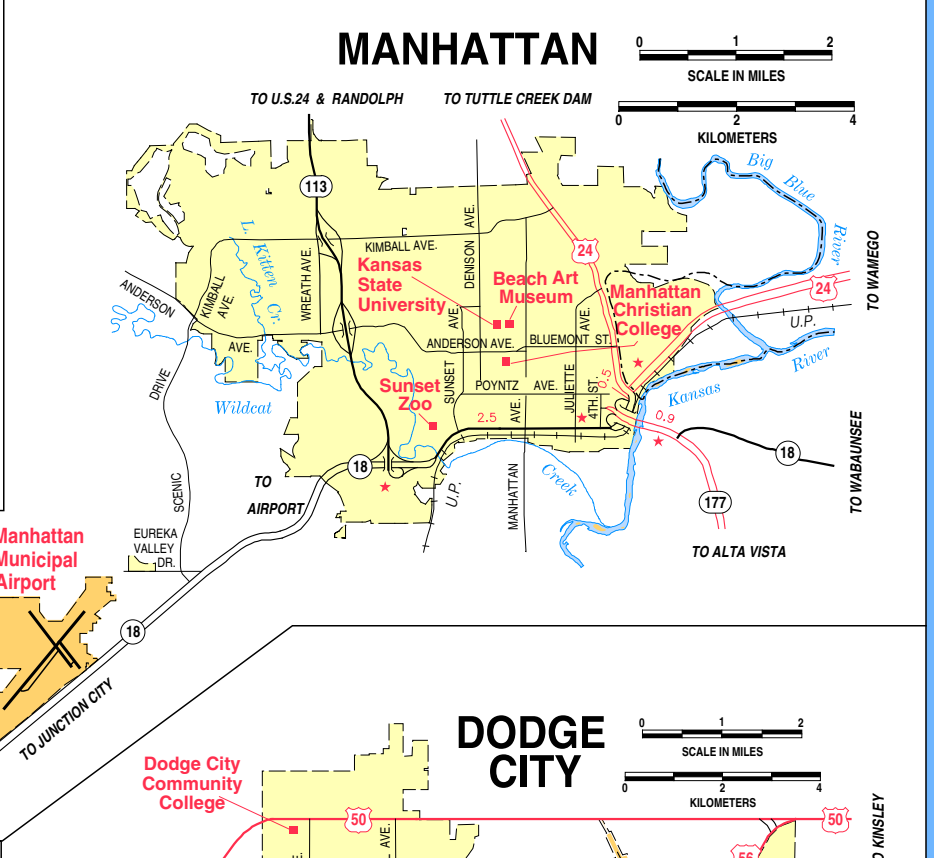 MANHATTAN
0 1 2
SCALE IN MILES
0 2 4
KILOMETERS
TO U.S.24 & RANDOLPH
TO TUTTLE CREEK DAM
113
Big
Blue
River
24
24
TO WAMEGO
U.P.
KIMBALL AVE.
DENISON AVE.
L. Kitten Cr.
WREATH AVE.
KIMBALL
AVE.
ANDERSON
AVE.
Kansas
State
University
Beach Art
Museum
Manhattan
Christian
College
AVE.
AVE.
ANDERSON AVE.
BLUEMONT ST.
SUNSET
POYNTZ AVE.
JULIETTE
4TH. ST.
0.5
Kansas
River
Sunset
Zoo
Wildcat
DRIVE
2.5
AVE.
0.9
18
18
TO WABAUNSEE
TO
AIRPORT
U.P.
MANHATTAN
Creek
177
TO ALTA VISTA
SCENIC
EUREKA
VALLEY
DR.
Manhattan
Municipal
Airport
18
TO JUNCTION CITY
DODGE
CITY
0 1 2
SCALE IN MILES
0 2 4
KILOMETERS
Dodge City
Community
College
50
50
AVE.
56
KINSLEY